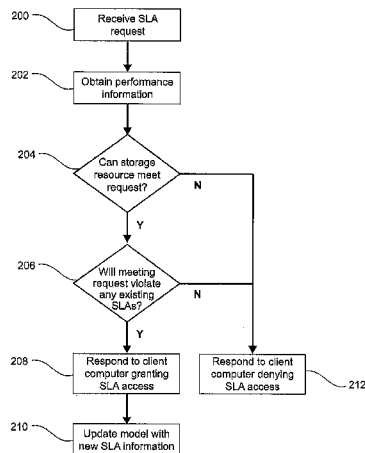 200
Receive SLA
request
202
Obtain performance
information
204
Can storage
resource meet
request?
N
Y
206
Will meeting
request violate
any existing
SLAs?
N
Y
208
Respond to client
computer granting
SLA access
Respond to client
computer denying
SLA access
212
210
Update model with
new SLA information